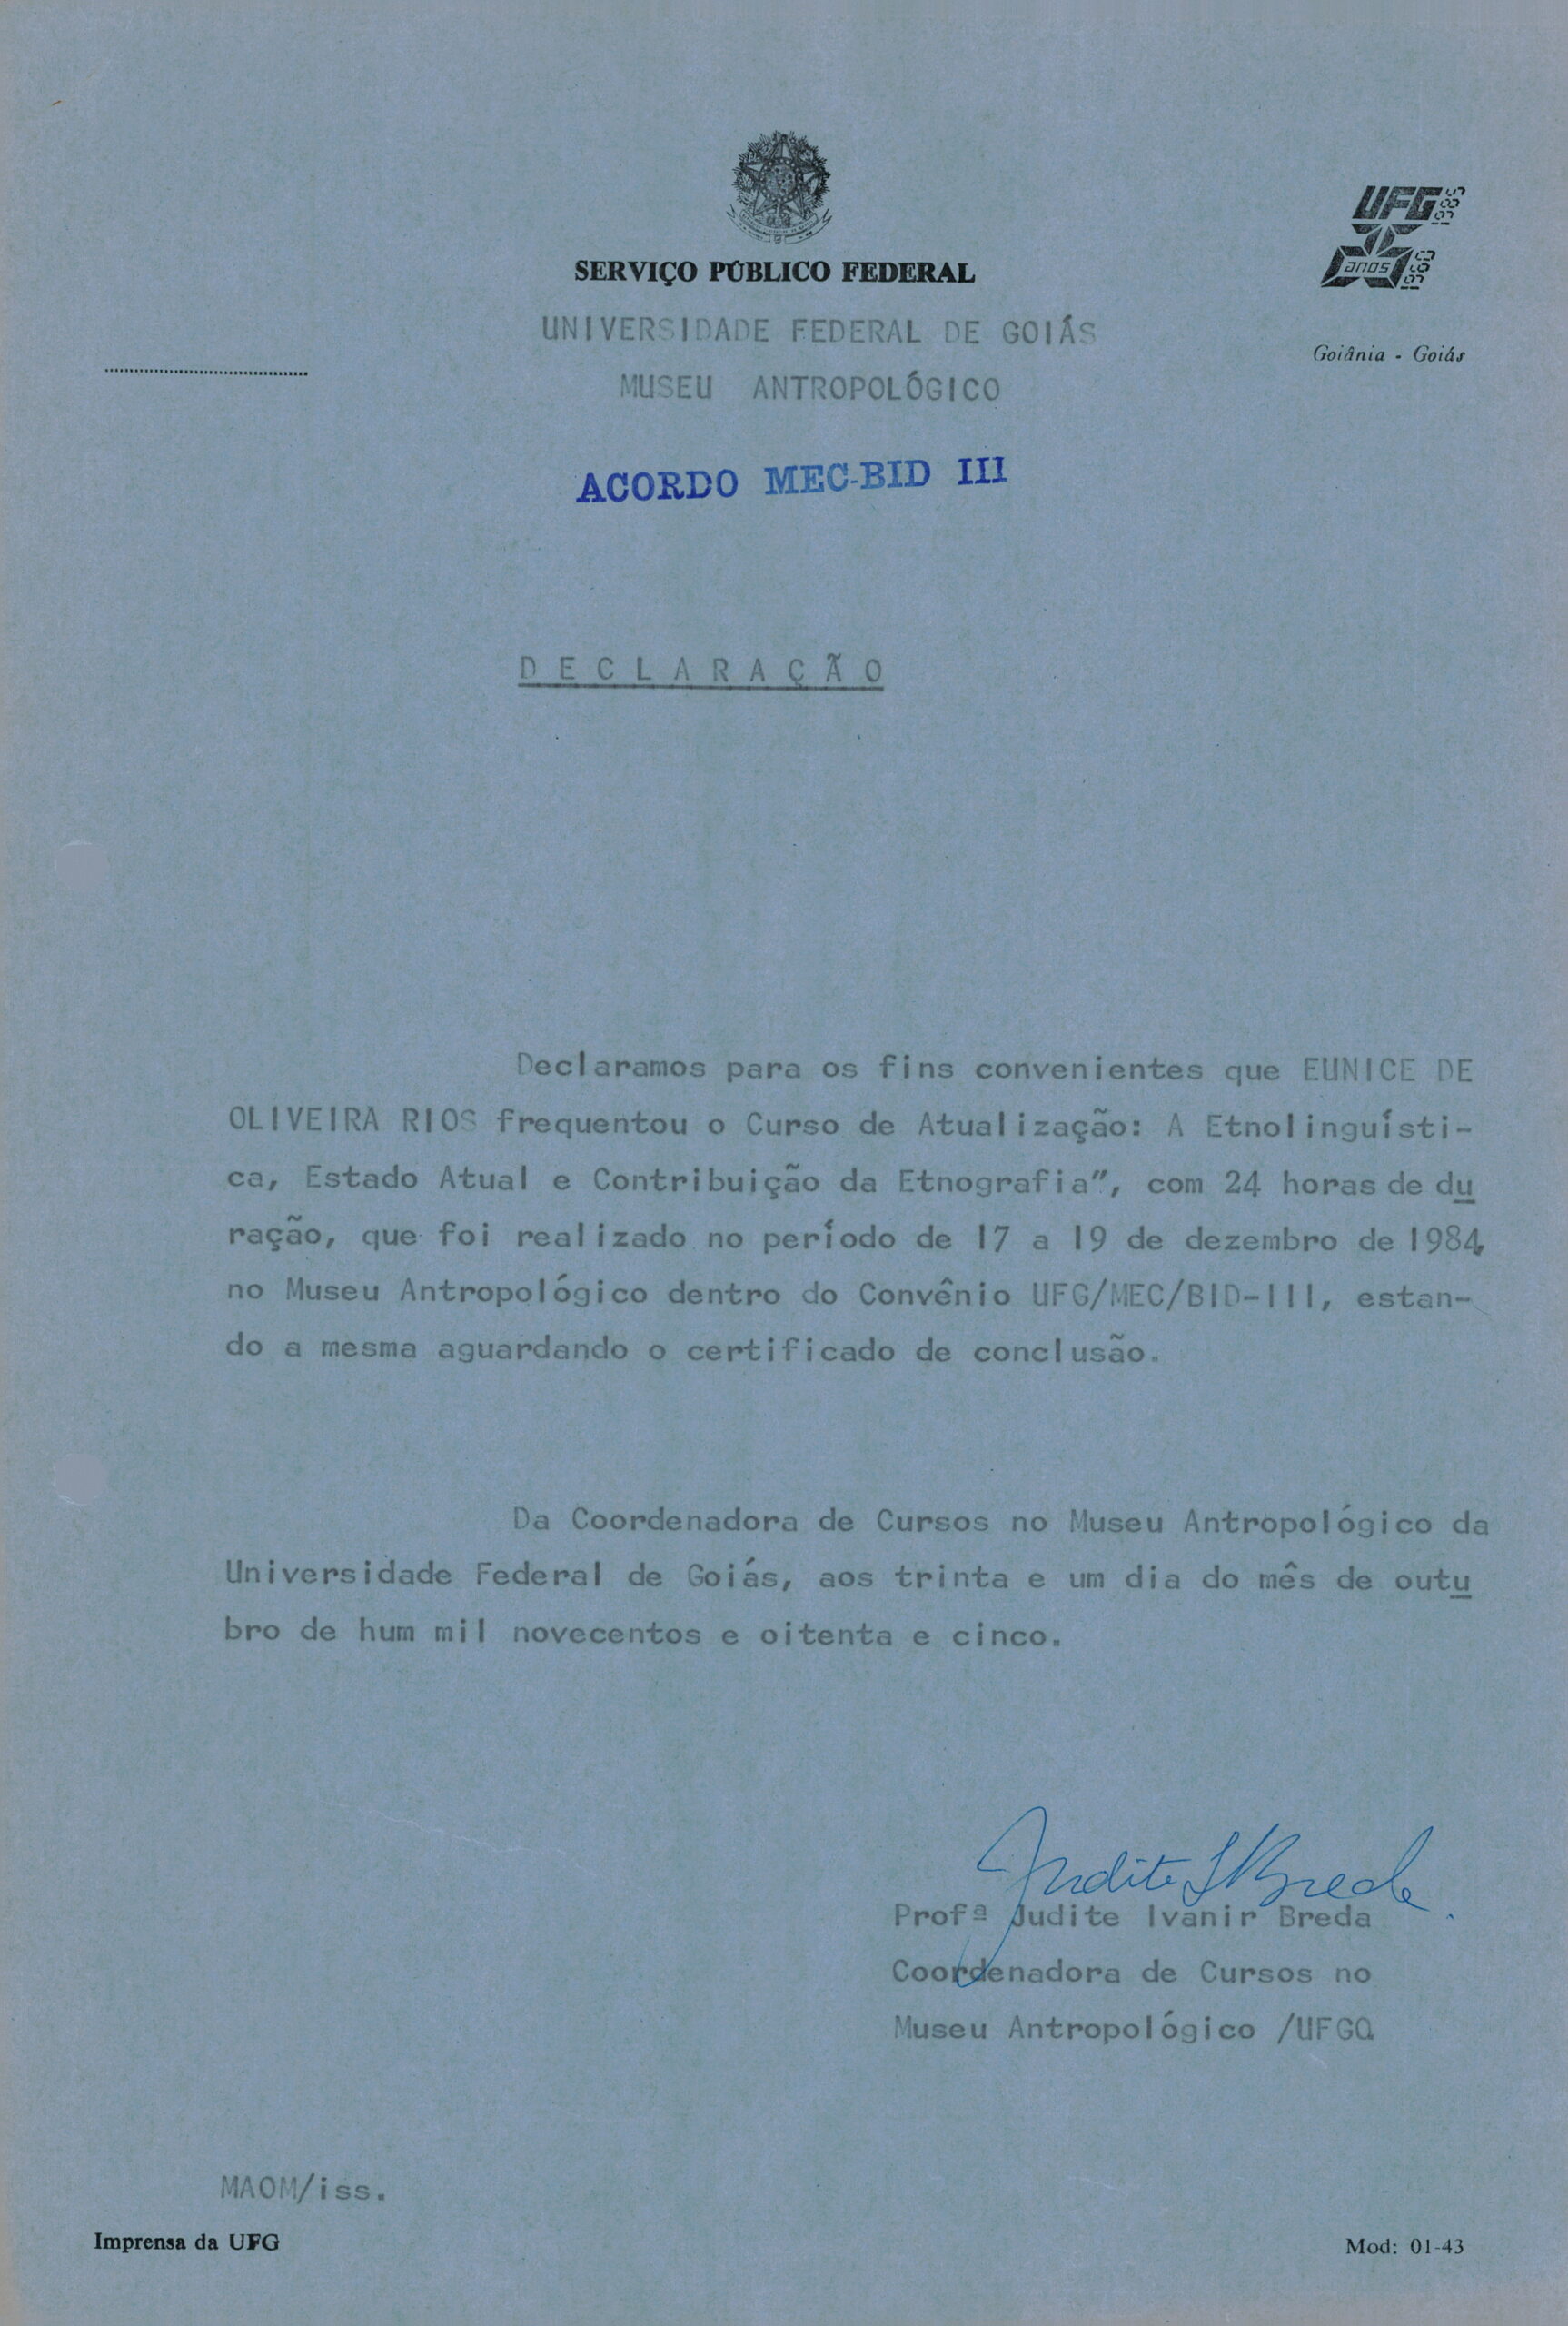 UFG
1985
anos
1960
SERVIÇO PÚBLICO FEDERAL
UNIVERSIDADE FEDERAL DE GOIÁS
Goiânia - Goiás
MUSEU ANTROPOLÓGICO
ACORDO MEC-BID III
DECLARAÇÃO
Declaramos para os fins convenientes que EUNICE DE
OLIVEIRA RIOS frequentou o Curso de Atualização: A Etnolinguísti-
ca, Estado Atual e Contribuição da Etnografia", com 24 horas de du
ração, que foi realizado no período de 17 a 19 de dezembro de 1984,
no Museu Antropológico dentro do Convênio UFG/MEC/BID-III, estan-
do a mesma aguardando o certificado de conclusão.
Da Coordenadora de Cursos no Museu Antropológico da
Universidade Federal de Goiás, aos trinta e um dia do mês de outu
bro de hum mil novecentos e oitenta e cinco.
Judite I Breda
Profª Judite Ivanir Breda
Coordenadora de Cursos no
Museu Antropológico /UFGO
MAOM/iss.
Imprensa da UFG
Mod: 01-43